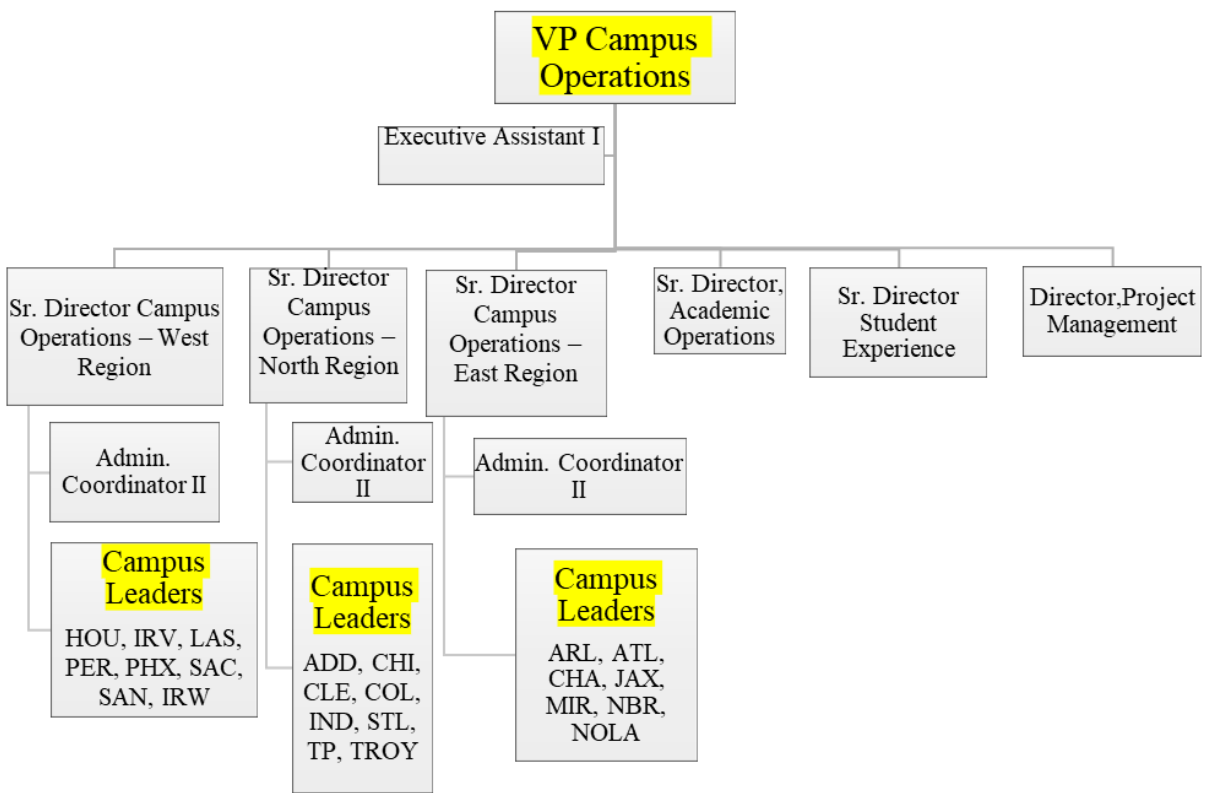 VP Campus
Operations
Executive Assistant I
Sr. Director Campus
Operations – West
Region
Sr. Director
Campus
Operations –
North Region
Sr. Director
Campus
Operations –
East Region
Sr. Director,
Academic
Operations
Sr. Director
Student
Experience
Director,Project
Management
Admin.
Coordinator II
Admin.
Coordinator
II
Admin. Coordinator
II
Campus
Leaders
HOU, IRV, LAS,
PER, PHX, SAC,
SAN, IRW
Campus
Leaders
ADD, CHI,
CLE, COL,
IND, STL,
TP, TROY
Campus
Leaders
ARL, ATL,
CHA, JAX,
MIR, NBR,
NOLA